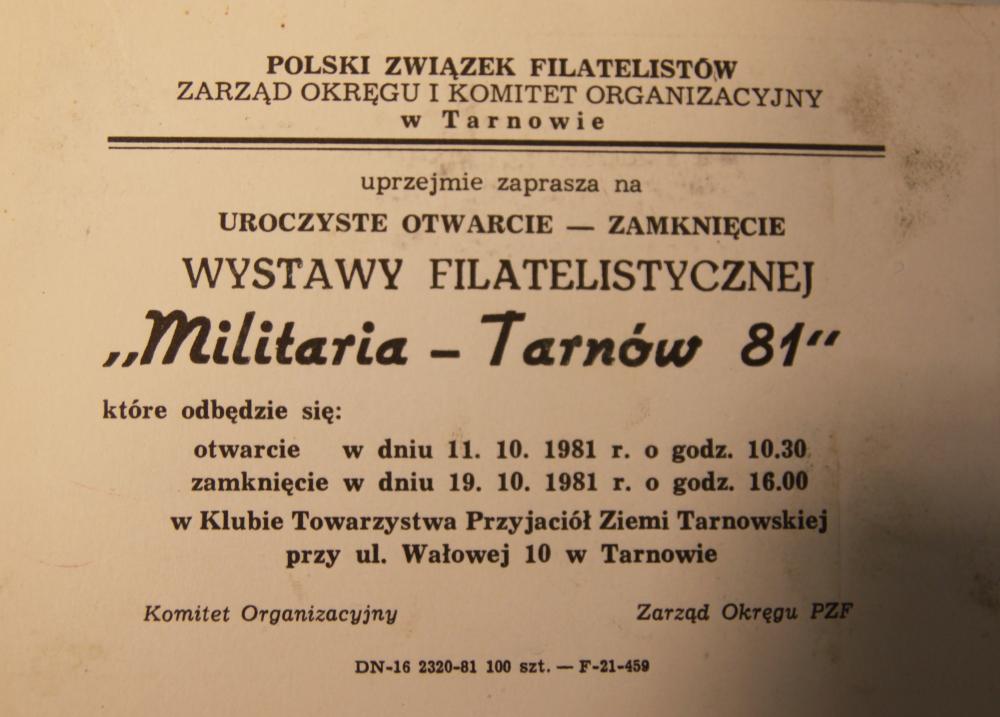 POLSKI ZWIĄZEK FILATELISTÓW
ZARZĄD OKRĘGU I KOMITET ORGANIZACYJNY
w Tarnowie
uprzejmie zaprasza na
UROCZYSTE OTWARCIE — ZAMKNIĘCIE
WYSTAWY FILATELISTYCZNEJ
„Militaria – Tarnów 81“
które odbędzie się:
otwarcie w dniu 11. 10. 1981 r. o godz. 10.30
zamknięcie w dniu 19. 10. 1981 r. o godz. 16.00
w Klubie Towarzystwa Przyjaciół Ziemi Tarnowskiej
przy ul. Wałowej 10 w Tarnowie
Komitet Organizacyjny Zarząd Okręgu PZF
DN-16 2320-81 100 szt. — F-21-459